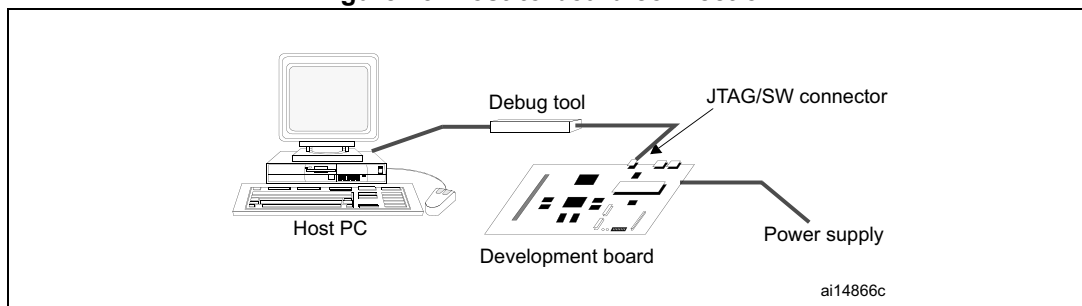 Debug tool
JTAG/SW connector
Host PC
Power supply
Development board
ai14866c